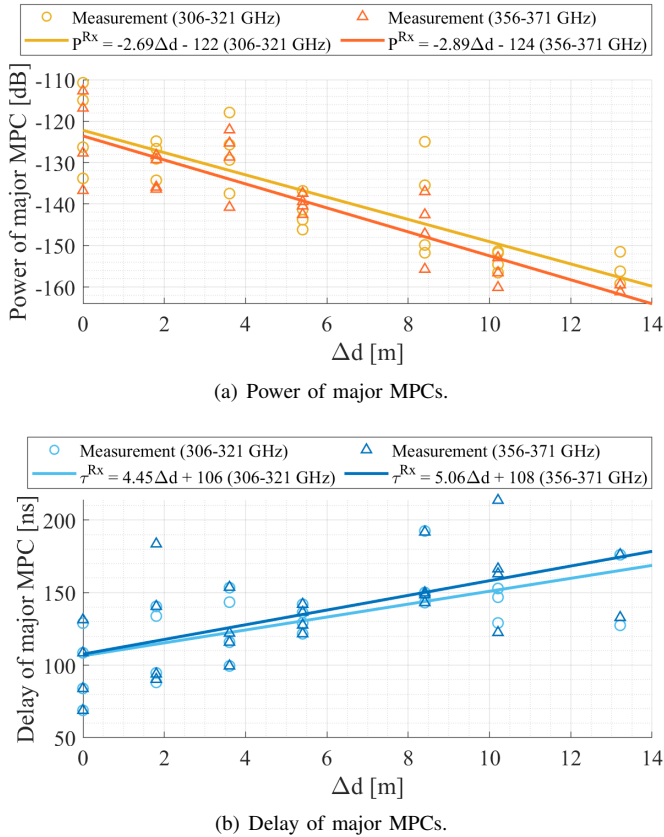 Measurement (306-321 GHz) Measurement (356-371 GHz)
P^Rx = -2.69Δd - 122 (306-321 GHz) P^Rx = -2.89Δd - 124 (356-371 GHz)
Power of major MPC [dB]
-110
-120
-130
-140
-150
-160
0 2 4 6 8 10 12 14
Δd [m]
(a) Power of major MPCs.
Measurement (306-321 GHz) Measurement (356-371 GHz)
τ^Rx = 4.45Δd + 106 (306-321 GHz) τ^Rx = 5.06Δd + 108 (356-371 GHz)
Delay of major MPC [ns]
200
150
100
50
0 2 4 6 8 10 12 14
Δd [m]
(b) Delay of major MPCs.